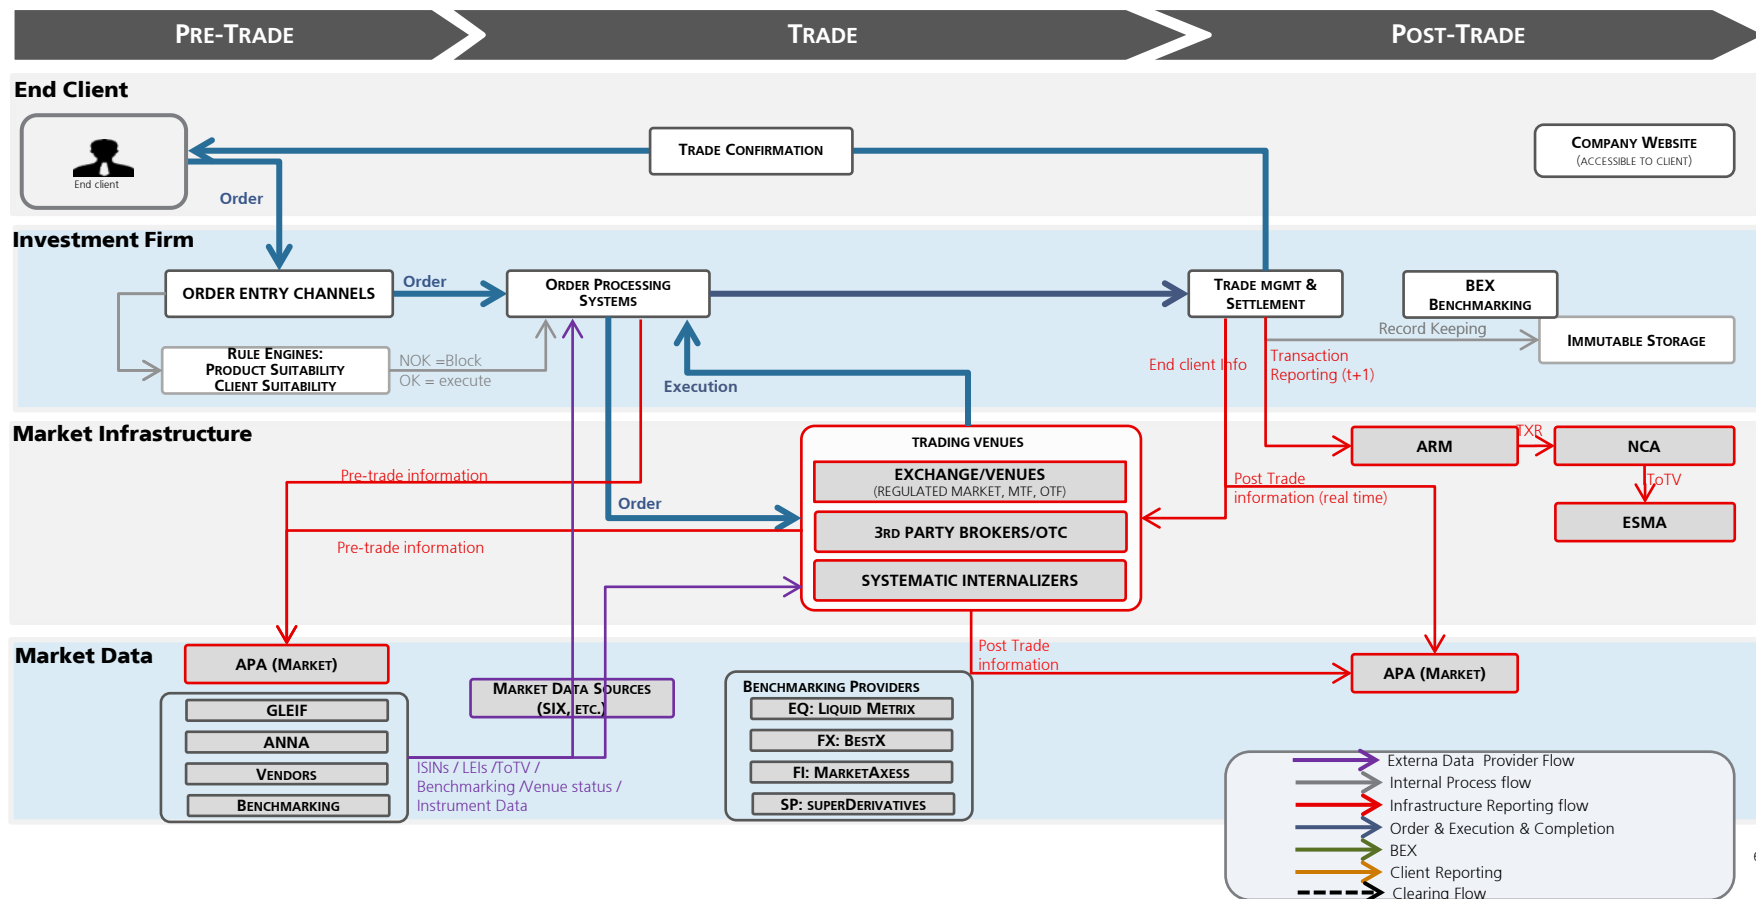 PRE-TRADE
TRADE
POST-TRADE
End Client
End client
TRADE CONFIRMATION
COMPANY WEBSITE
(ACCESSIBLE TO CLIENT)
Order
Investment Firm
ORDER ENTRY CHANNELS
Order
ORDER PROCESSING
SYSTEMS
TRADE MGMT &
SETTLEMENT
BEX
BENCHMARKING
Record Keeping
IMMUTABLE STORAGE
RULE ENGINES:
PRODUCT SUITABILITY
CLIENT SUITABILITY
NOK =Block
OK = execute
Execution
End client Info
Transaction
Reporting (t+1)
Market Infrastructure
TRADING VENUES
EXCHANGE/VENUES
(REGULATED MARKET, MTF, OTF)
3RD PARTY BROKERS/OTC
SYSTEMATIC INTERNALIZERS
ARM
TXR
NCA
ToTV
ESMA
Pre-trade information
Order
Post Trade
information (real time)
Pre-trade information
Market Data
APA (MARKET)
GLEIF
ANNA
VENDORS
BENCHMARKING
MARKET DATA SOURCES
(SIX, ETC.)
ISINs / LEIs /ToTV /
Benchmarking /Venue status /
Instrument Data
BENCHMARKING PROVIDERS
EQ: LIQUID METRIX
FX: BESTX
FI: MARKETAXESS
SP: SUPERDERIVATIVES
Post Trade
information
APA (MARKET)
Externa Data  Provider Flow
Internal Process flow
Infrastructure Reporting flow
Order & Execution & Completion
BEX
Client Reporting
Clearing Flow